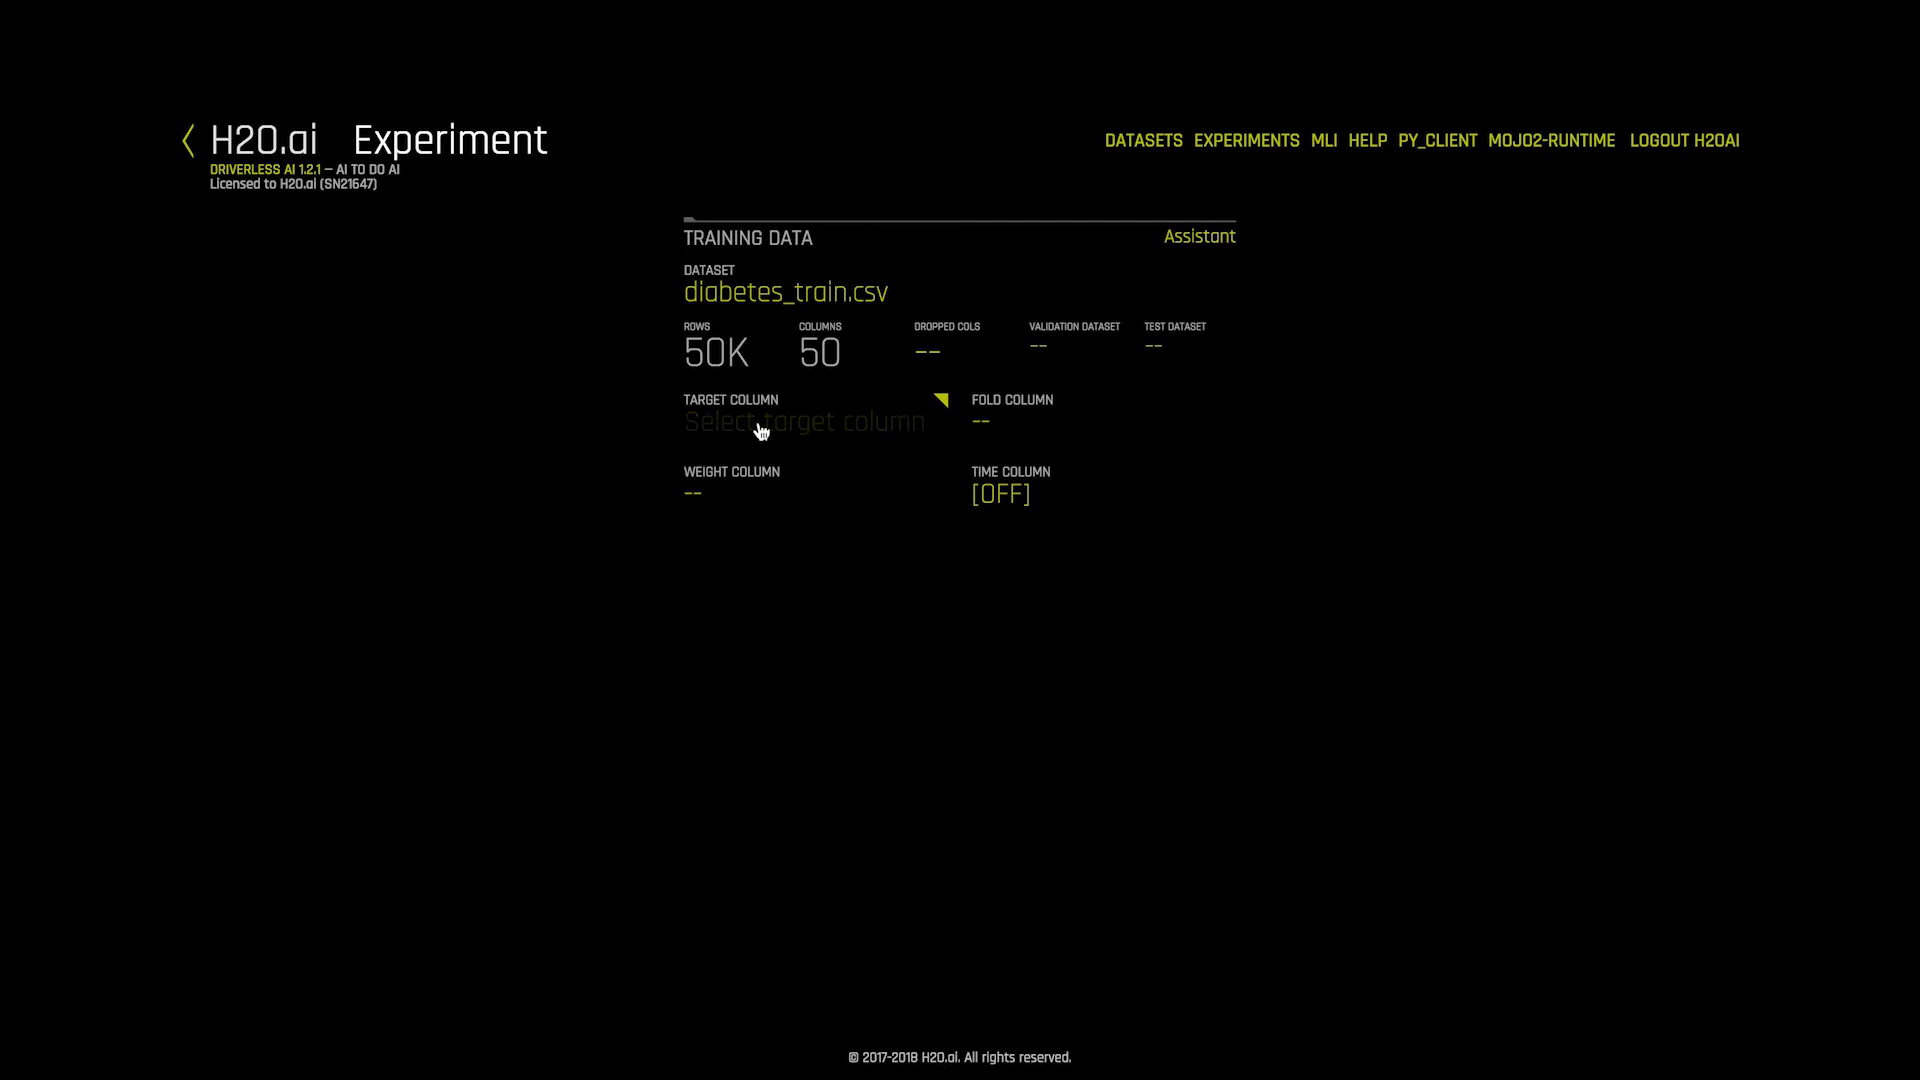 H2O.ai Experiment
DRIVERLESS AI 1.2.1 – AI TO DO AI
Licensed to H2O.ai (SN21647)
DATASETS EXPERIMENTS MLI HELP PY_CLIENT MOJO2-RUNTIME LOGOUT H2OAI
TRAINING DATA Assistant
DATASET
diabetes_train.csv
ROWS COLUMNS DROPPED COLS VALIDATION DATASET TEST DATASET
50K 50 -- -- --
TARGET COLUMN FOLD COLUMN
Select target column --
WEIGHT COLUMN TIME COLUMN
-- [OFF]
© 2017-2018 H2O.ai. All rights reserved.